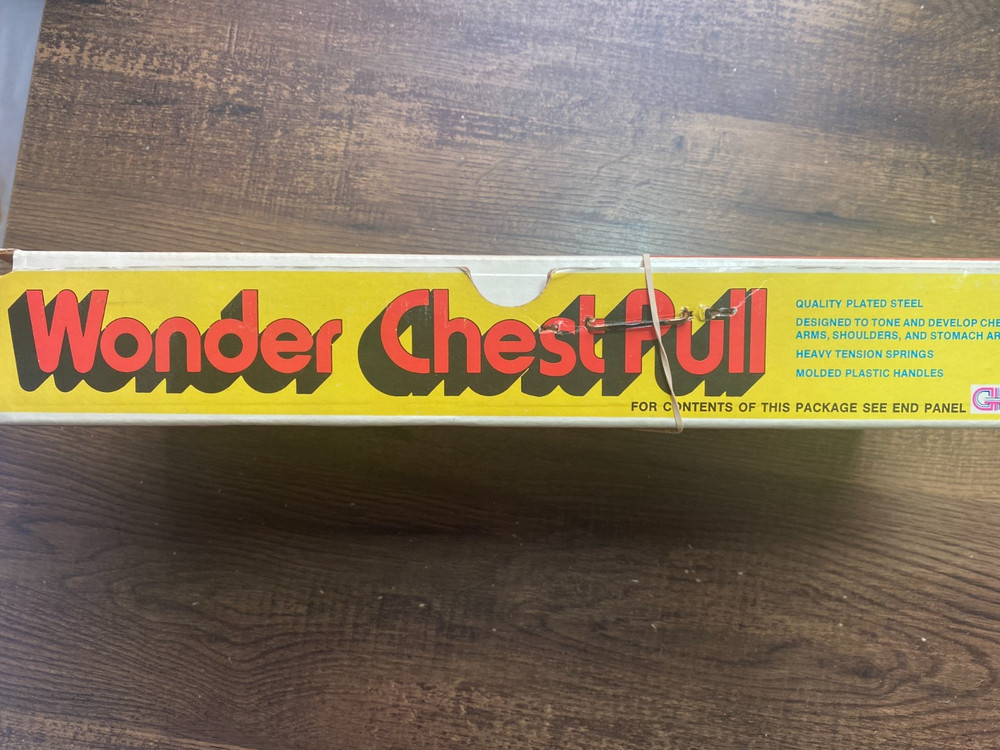 Wonder Chest Pull
QUALITY PLATED STEEL
DESIGNED TO TONE AND DEVELOP
ARMS, SHOULDERS, AND STOMACH
HEAVY TENSION SPRINGS
MOLDED PLASTIC HANDLES
FOR CONTENTS OF THIS PACKAGE SEE END PANEL